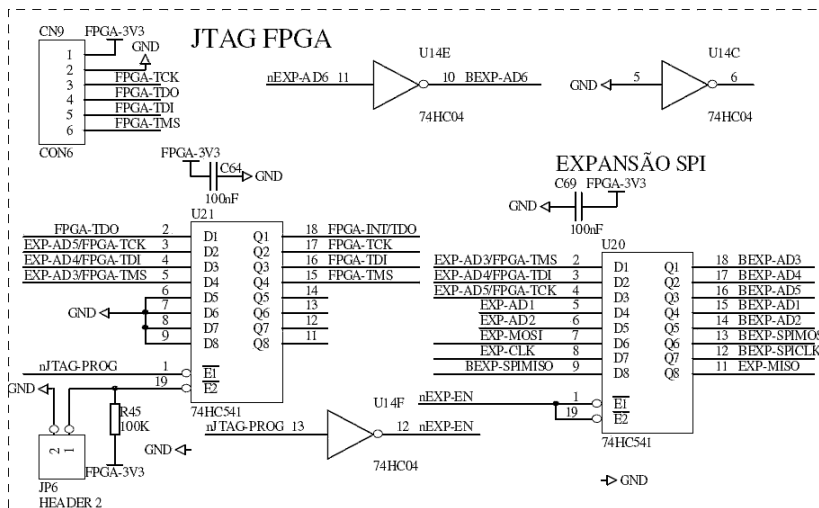 CN9
FPGA-3V3
JTAG FPGA
GND
1
2
3 FPGA-TCK
4 FPGA-TDO
5 FPGA-TDI
6 FPGA-TMS
CON6
U14E
nEXP-AD6 11 10 BEXP-AD6
74HC04
U14C
GND 5 6
74HC04
FPGA-3V3
C64
GND
100nF
U21
FPGA-TDO 2 D1 Q1 18 FPGA-INT/TDO
EXP-AD5/FPGA-TCK 3 D2 Q2 17 FPGA-TCK
EXP-AD4/FPGA-TDI 4 D3 Q3 16 FPGA-TDI
EXP-AD3/FPGA-TMS 5 D4 Q4 15 FPGA-TMS
6 D5 Q5 14
GND 7 D6 Q6 13
8 D7 Q7 12
9 D8 Q8 11
nJTAG-PROG 1 E1
19 E2
74HC541
GND
R45
100K
FPGA-3V3
2 1
JP6
HEADER 2
GND
U14F
nJTAG-PROG 13 12 nEXP-EN
74HC04
EXPANSÃO SPI
C69
FPGA-3V3
GND
100nF
U20
EXP-AD3/FPGA-TMS 2 D1 Q1 18 BEXP-AD3
EXP-AD4/FPGA-TDI 3 D2 Q2 17 BEXP-AD4
EXP-AD5/FPGA-TCK 4 D3 Q3 16 BEXP-AD5
EXP-AD1 5 D4 Q4 15 BEXP-AD1
EXP-AD2 6 D5 Q5 14 BEXP-AD2
EXP-MOSI 7 D6 Q6 13 BEXP-SPIMOS
EXP-CLK 8 D7 Q7 12 BEXP-SPICLK
BEXP-SPIMISO 9 D8 Q8 11 EXP-MISO
nEXP-EN 1 E1
19 E2
74HC541
GND